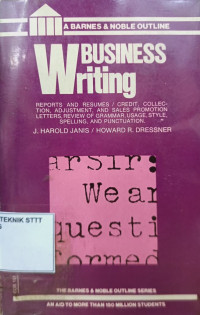 A BARNES & NOBLE OUTLINE
BUSINESS
Writing
REPORTS AND RESUMES / CREDIT, COLLEC-
TION, ADJUSTMENT, AND SALES PROMOTION
LETTERS, REVIEW OF GRAMMAR, USAGE, STYLE,
SPELLING, AND PUNCTUATION.
J. HAROLD JANIS / HOWARD R. DRESSNER
ar Sir:
We ar
questi
formed
TEKNIK STTT
THE BARNES & NOBLE OUTLINE SERIES
AN AID TO MORE THAN 150 MILLION STUDENTS